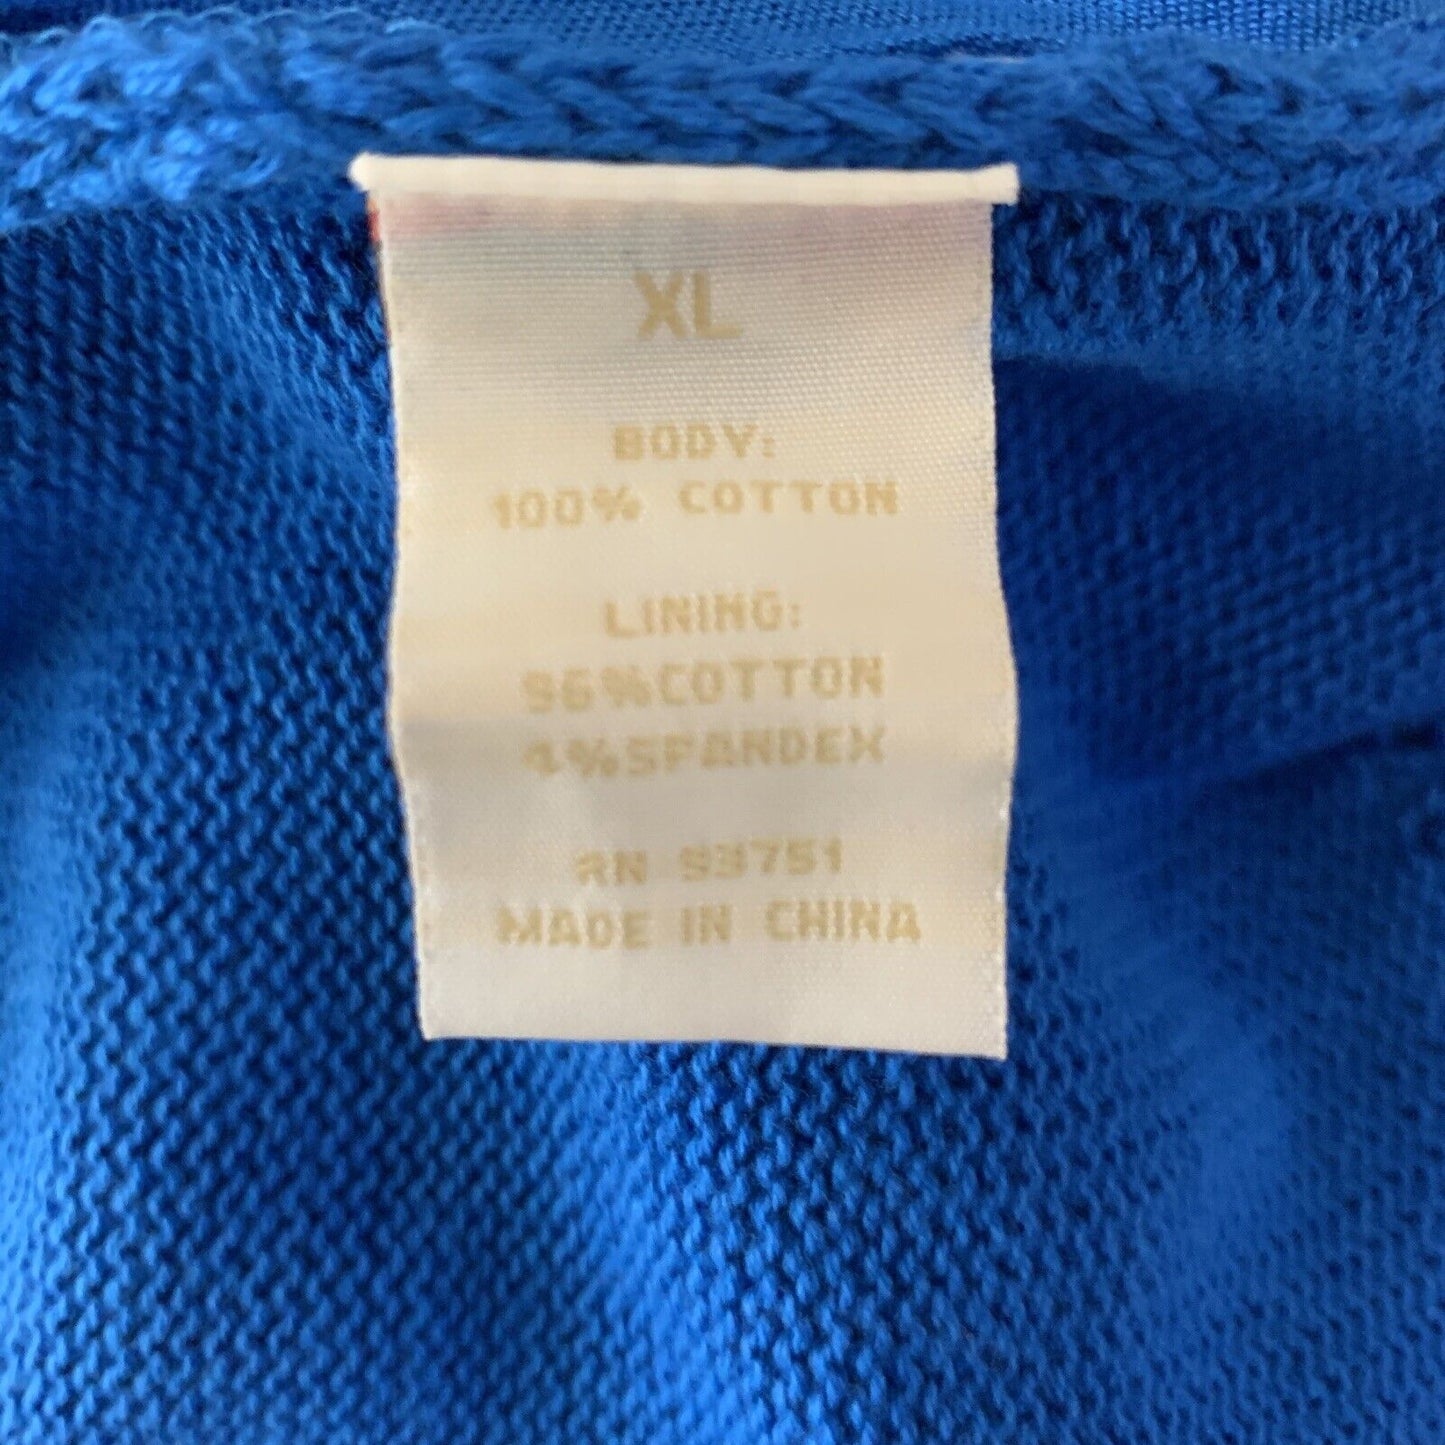 XL
BODY:
100% COTTON
LINING:
96%COTTON
4%SPANDEX
RN 93751
MADE IN CHINA